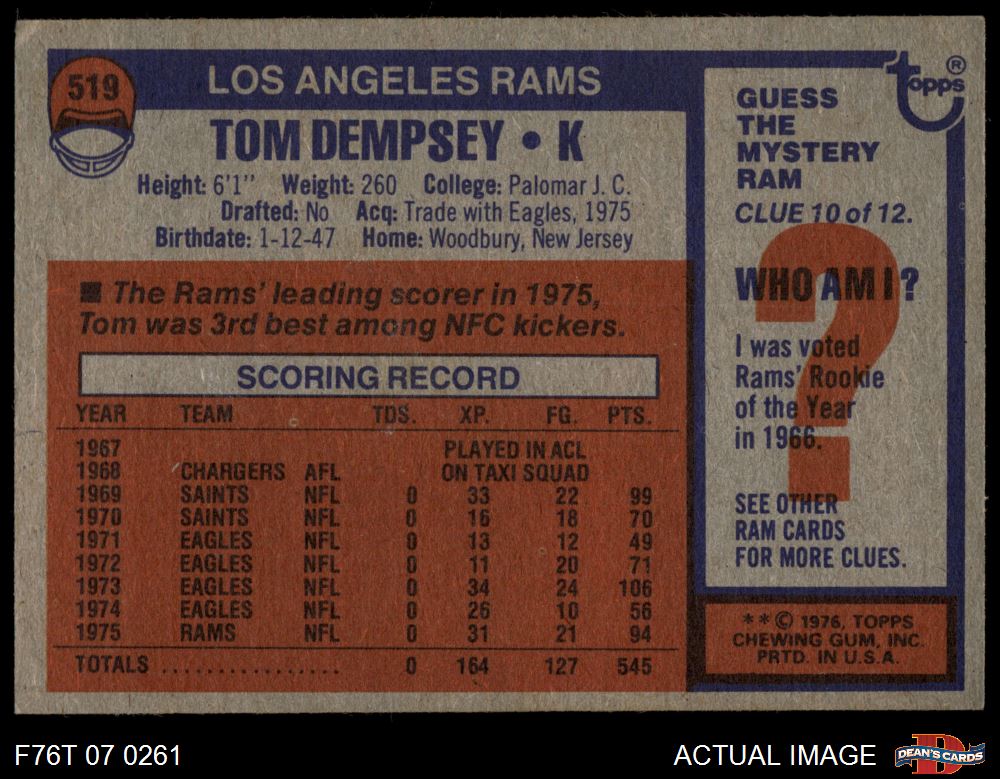 519
LOS ANGELES RAMS
TOM DEMPSEY • K
Height: 6'1" Weight: 260 College: Palomar J. C.
Drafted: No Acq: Trade with Eagles, 1975
Birthdate: 1-12-47 Home: Woodbury, New Jersey
■ The Rams' leading scorer in 1975,
Tom was 3rd best among NFC kickers.
SCORING RECORD
YEAR TEAM TDS. XP. FG. PTS.
1967 PLAYED IN ACL
1968 CHARGERS AFL ON TAXI SQUAD
1969 SAINTS NFL 0 33 22 99
1970 SAINTS NFL 0 16 18 70
1971 EAGLES NFL 0 13 12 49
1972 EAGLES NFL 0 11 20 71
1973 EAGLES NFL 0 34 24 106
1974 EAGLES NFL 0 26 10 56
1975 RAMS NFL 0 31 21 94
TOTALS ................. 0 164 127 545
topps ®
GUESS
THE
MYSTERY
RAM
CLUE 10 of 12.
?
WHO AM I?
I was voted
Rams' Rookie
of the Year
in 1966.
SEE OTHER
RAM CARDS
FOR MORE CLUES.
** © 1976, TOPPS
CHEWING GUM, INC.
PRTD. IN U.S.A.
F76T 07 0261
ACTUAL IMAGE
DEAN'S CARDS